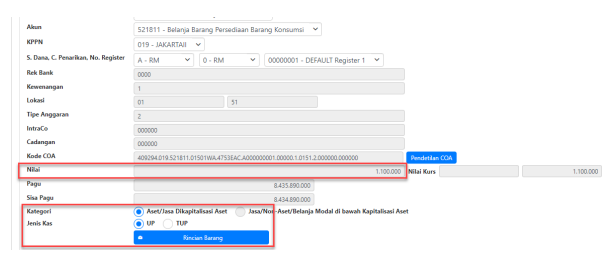 Akun 521811 - Belanja Barang Persediaan Barang Konsumsi
KPPN 019 - JAKARTAII
S. Dana, C. Penarikan, No. Register A - RM 0 - RM 00000001 - DEFAULT Register 1
Rek Bank 0000
Kewenangan 1
Lokasi 01 51
Tipe Anggaran 2
IntraCo 000000
Cadangan 000000
Kode COA 409294.019.521811.01501WA.4753EAC.A000000001.00000.1.0151.2.000000.000000 Pendetilan COA
Nilai 1.100.000 Nilai Kurs 1.100.000
Pagu 8.435.890.000
Sisa Pagu 8.434.890.000
Kategori Aset/Jasa Dikapitalisasi Aset Jasa/Non-Aset/Belanja Modal di bawah Kapitalisasi Aset
Jenis Kas UP TUP
Rincian Barang